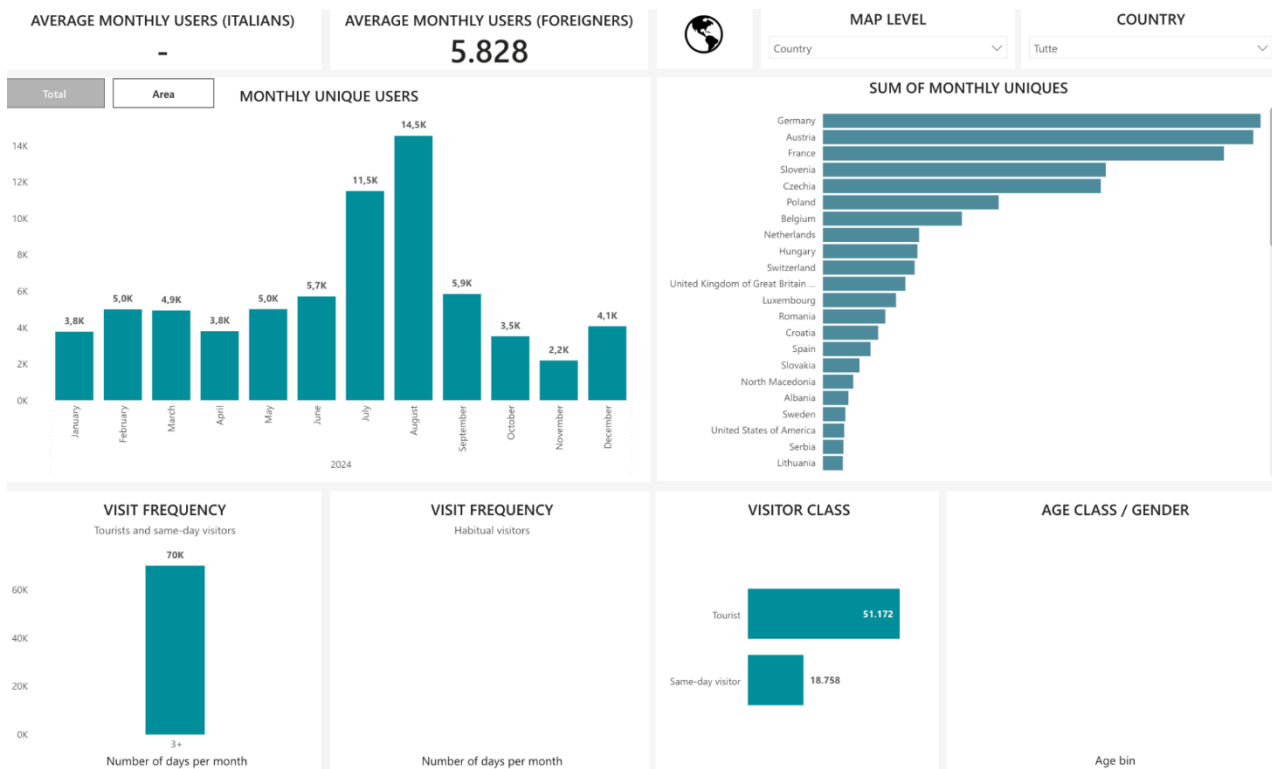 AVERAGE MONTHLY USERS (ITALIANS)
-
AVERAGE MONTHLY USERS (FOREIGNERS)
5.828
MAP LEVEL
Country
COUNTRY
Tutte
Total
Area
MONTHLY UNIQUE USERS
14K
12K
10K
8K
6K
4K
2K
0K
3,8K
5,0K
4,9K
3,8K
5,0K
5,7K
11,5K
14,5K
5,9K
3,5K
2,2K
4,1K
January
February
March
April
May
June
July
August
September
October
November
December
2024
SUM OF MONTHLY UNIQUES
Germany
Austria
France
Slovenia
Czechia
Poland
Belgium
Netherlands
Hungary
Switzerland
United Kingdom of Great Britain ...
Luxembourg
Romania
Croatia
Spain
Slovakia
North Macedonia
Albania
Sweden
United States of America
Serbia
Lithuania
VISIT FREQUENCY
Tourists and same-day visitors
70K
60K
40K
20K
0K
3+
Number of days per month
VISIT FREQUENCY
Habitual visitors
Number of days per month
VISITOR CLASS
Tourist
51.172
Same-day visitor
18.758
AGE CLASS / GENDER
Age bin